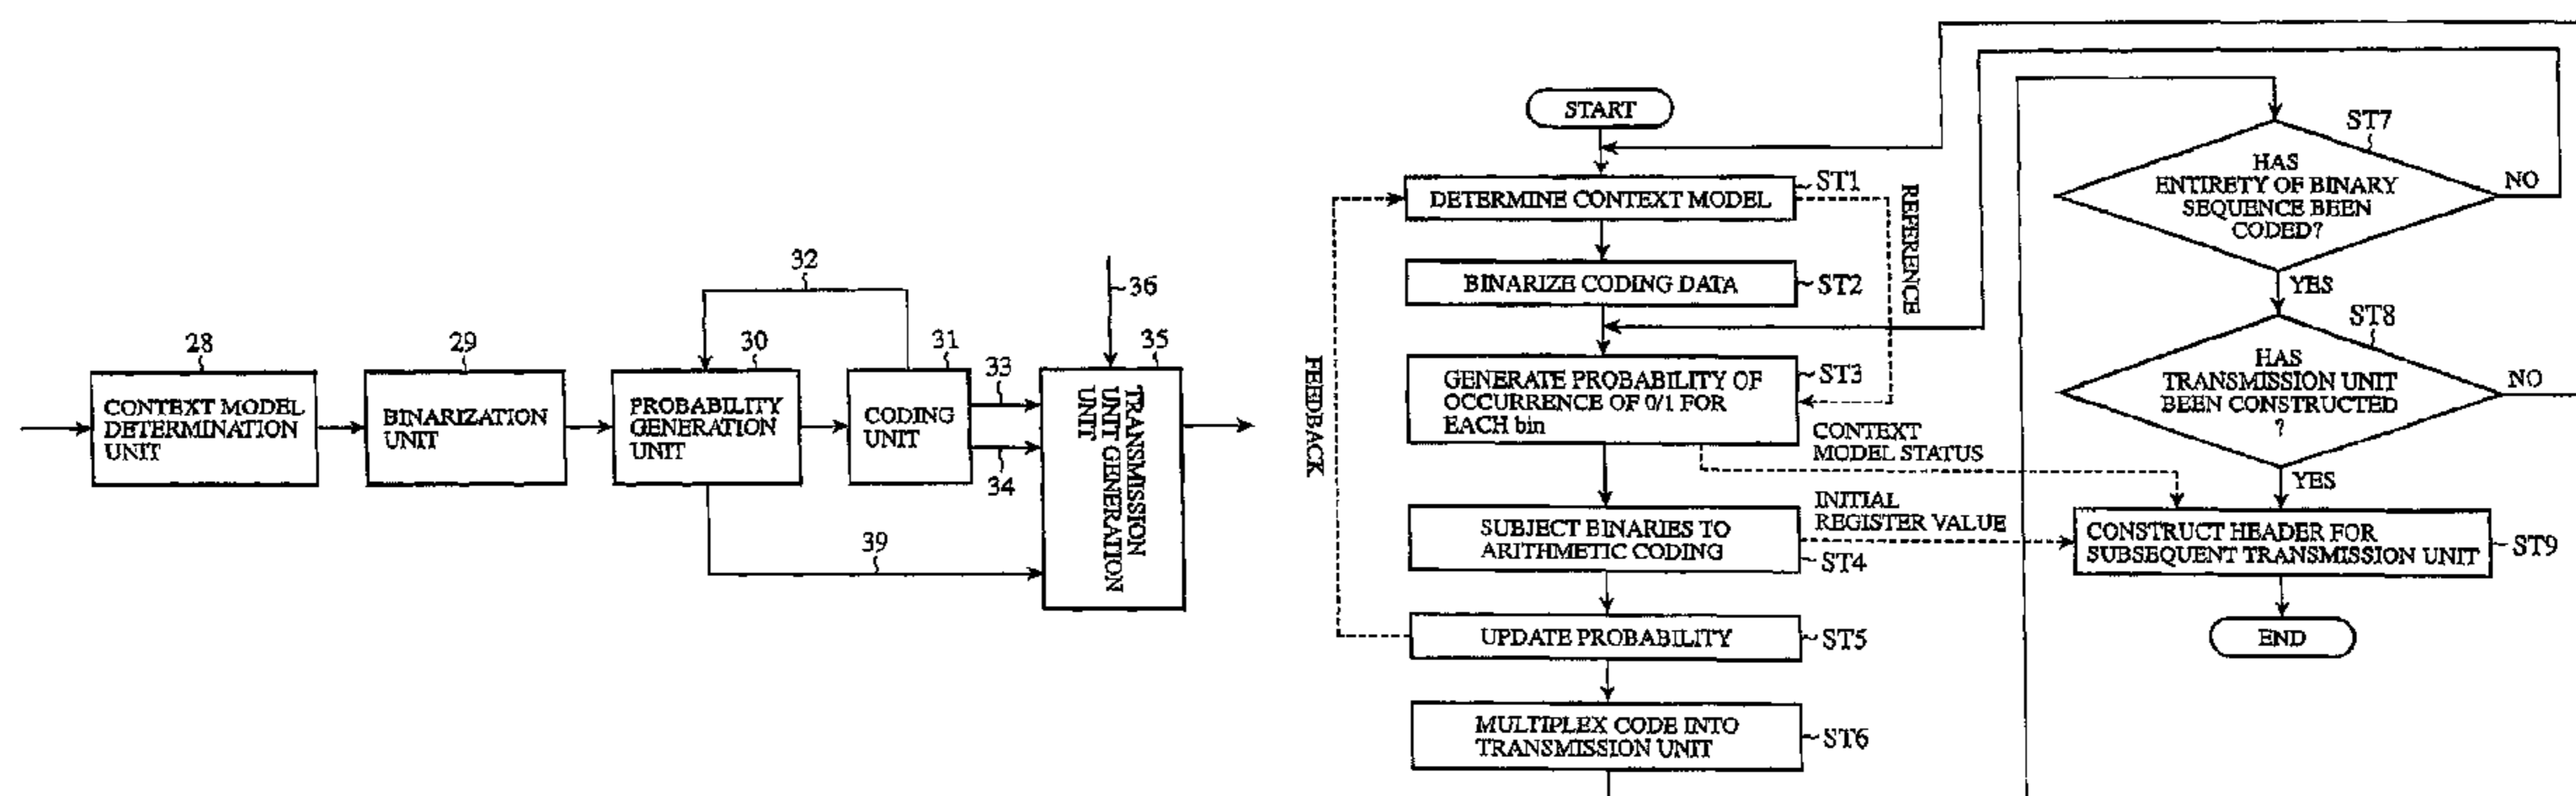 28
CONTEXT MODEL
DETERMINATION
UNIT
29
BINARIZATION
UNIT
32
30
PROBABILITY
GENERATION
UNIT
31
CODING
UNIT
33
34
36
35
TRANSMISSION
UNIT GENERATION
UNIT
39
START
DETERMINE CONTEXT MODEL
ST1
REFERENCE
BINARIZE CODING DATA
ST2
FEEDBACK
GENERATE PROBABILITY OF
OCCURRENCE OF 0/1 FOR
EACH bin
ST3
CONTEXT
MODEL STATUS
SUBJECT BINARIES TO
ARITHMETIC CODING
ST4
INITIAL
REGISTER VALUE
UPDATE PROBABILITY
ST5
MULTIPLEX CODE INTO
TRANSMISSION UNIT
ST6
ST7
HAS
ENTIRETY OF BINARY
SEQUENCE BEEN
CODED?
NO
YES
ST8
HAS
TRANSMISSION UNIT
BEEN CONSTRUCTED
?
NO
YES
CONSTRUCT HEADER FOR
SUBSEQUENT TRANSMISSION UNIT
ST9
END